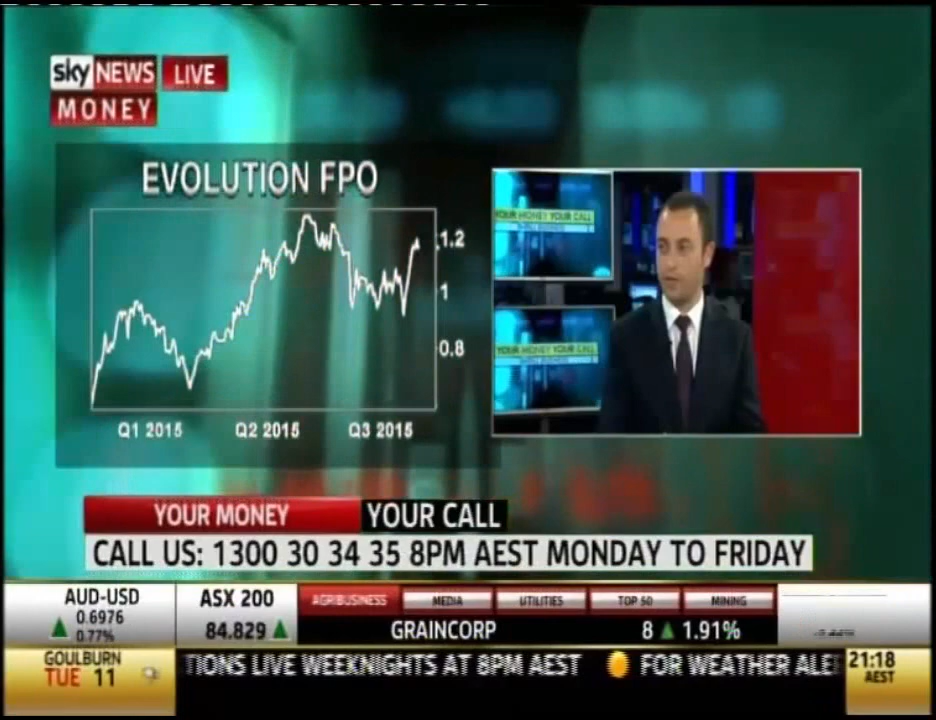 sky NEWS LIVE
MONEY
EVOLUTION FPO
1.2
1
0.8
Q1 2015 Q2 2015 Q3 2015
YOUR MONEY YOUR CALL
YOUR MONEY YOUR CALL
YOUR MONEY YOUR CALL
CALL US: 1300 30 34 35 8PM AEST MONDAY TO FRIDAY
AUD-USD
0.6976
0.77%
ASX 200
84.829
AGRIBUSINESS MEDIA UTILITIES TOP 50 MINING
GRAINCORP 8 1.91%
GOULBURN
TUE 11
TIONS LIVE WEEKNIGHTS AT 8PM AEST FOR WEATHER ALE
21:18
AEST